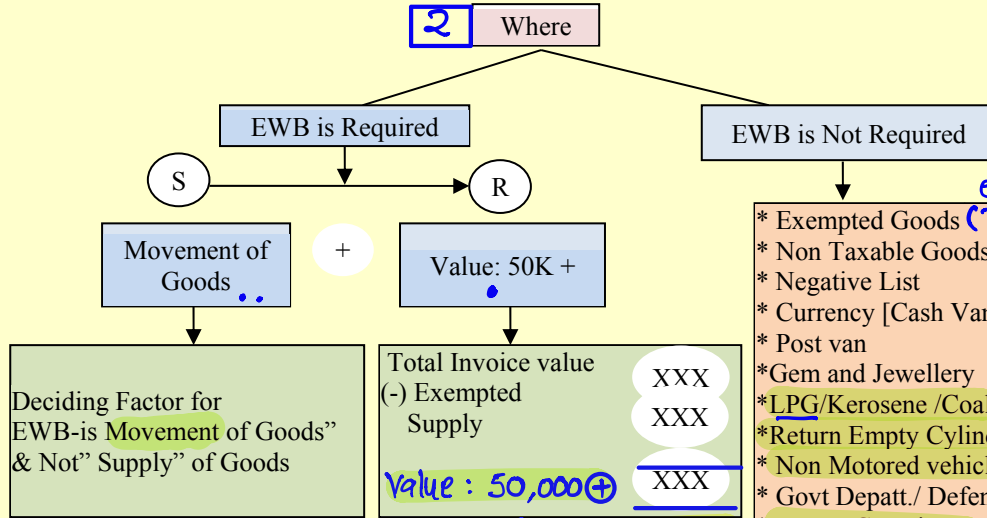 2 Where
EWB is Required
EWB is Not Required
S
R
Movement of
Goods
+
Value: 50K +
Deciding Factor for
EWB-is Movement of Goods”
& Not” Supply” of Goods
Total Invoice value XXX
(-) Exempted
Supply XXX
Value : 50,000+ XXX
* Exempted Goods
* Non Taxable Goods
* Negative List
* Currency [Cash Van
* Post van
*Gem and Jewellery
*LPG/Kerosene /Coal
*Return Empty Cylin
* Non Motored vehicl
* Govt Depatt./ Defen